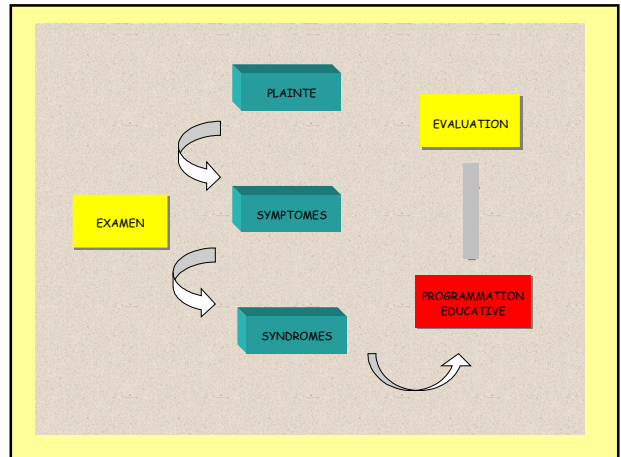 PLAINTE
EVALUATION
EXAMEN
SYMPTOMES
PROGRAMMATION
EDUCATIVE
SYNDROMES